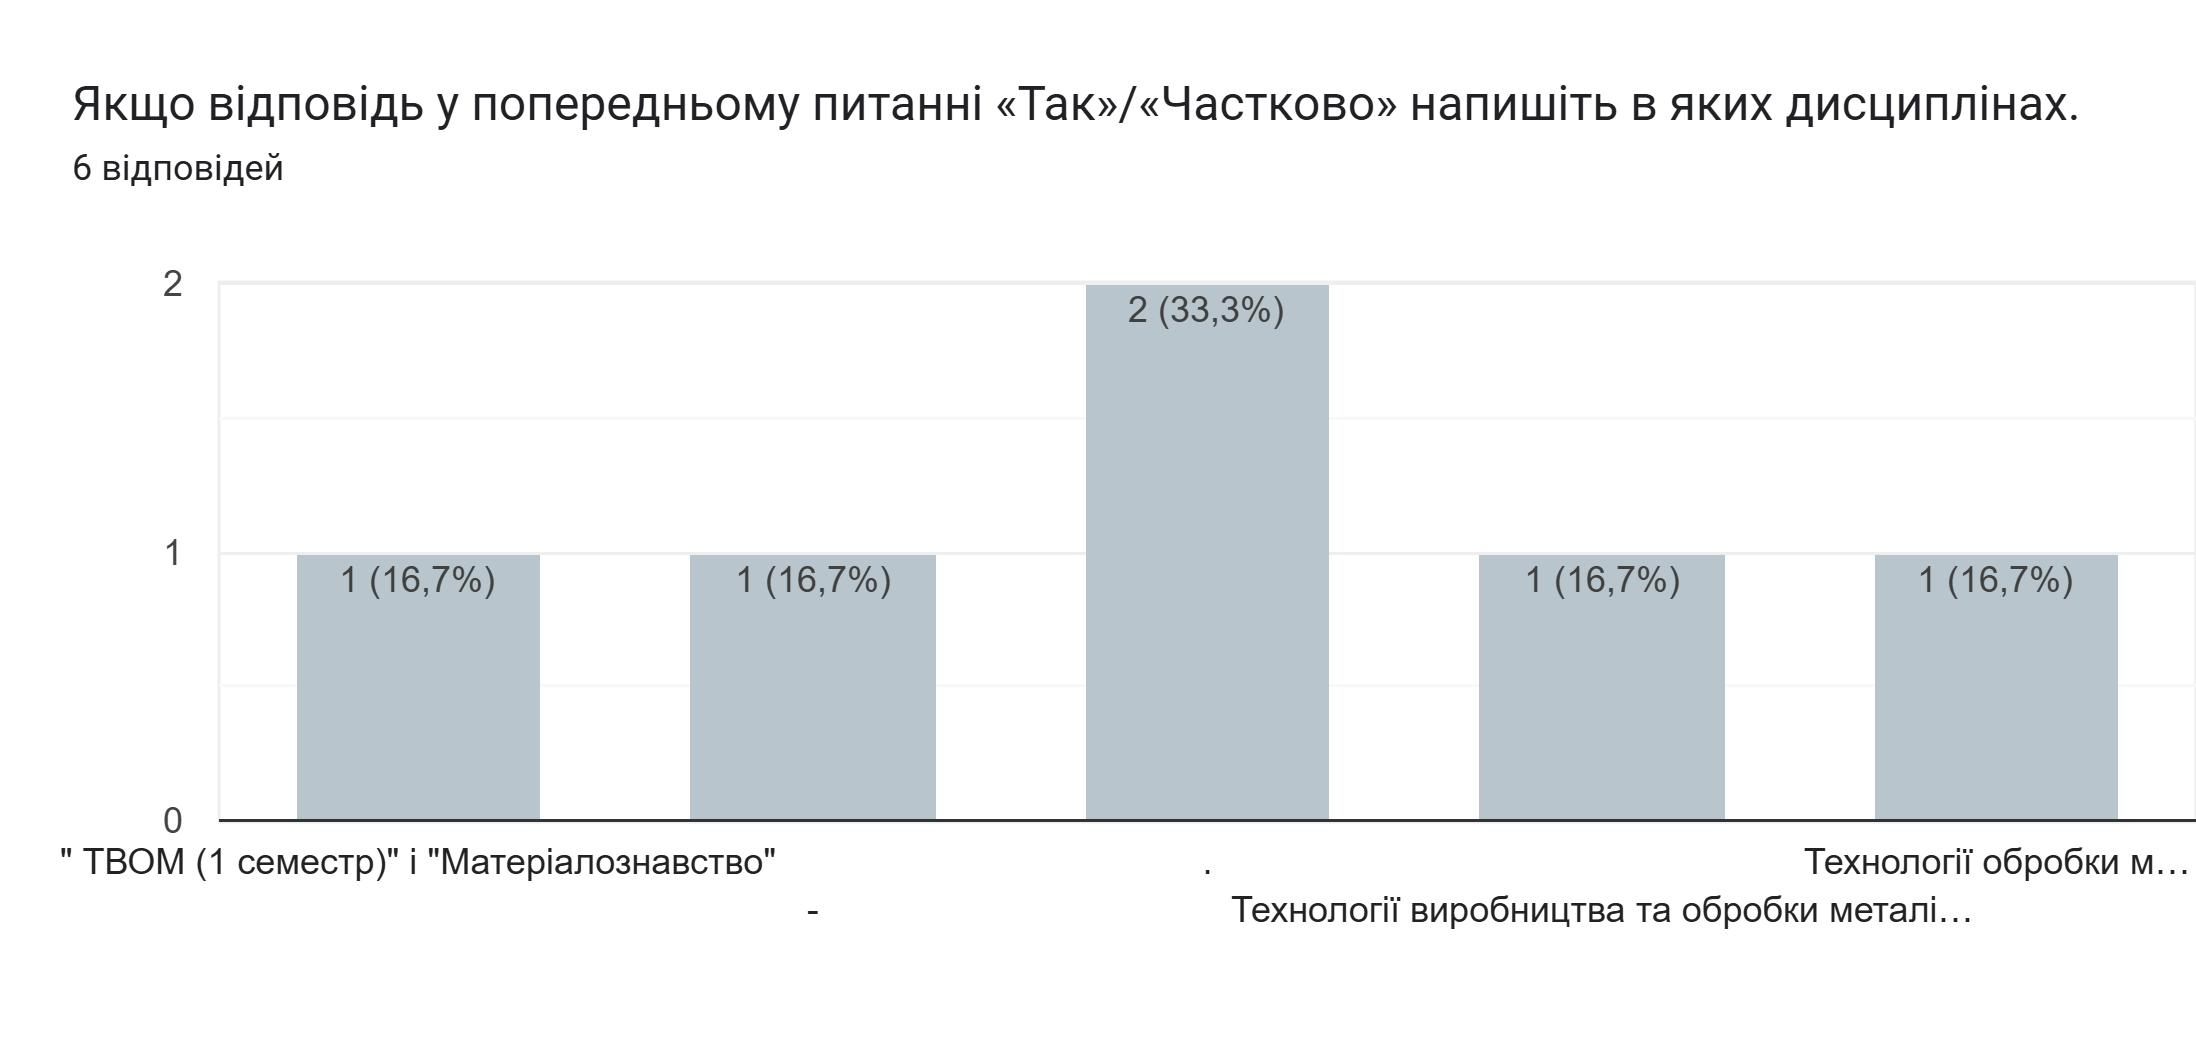 Якщо відповідь у попередньому питанні «Так»/«Частково» напишіть в яких дисциплінах.
6 відповідей
2
2 (33,3%)
1
1 (16,7%)
1 (16,7%)
1 (16,7%)
1 (16,7%)
0
" ТВОМ (1 семестр)" і "Матеріалознавство"
.
Технології обробки м…
-
Технології виробництва та обробки металі…